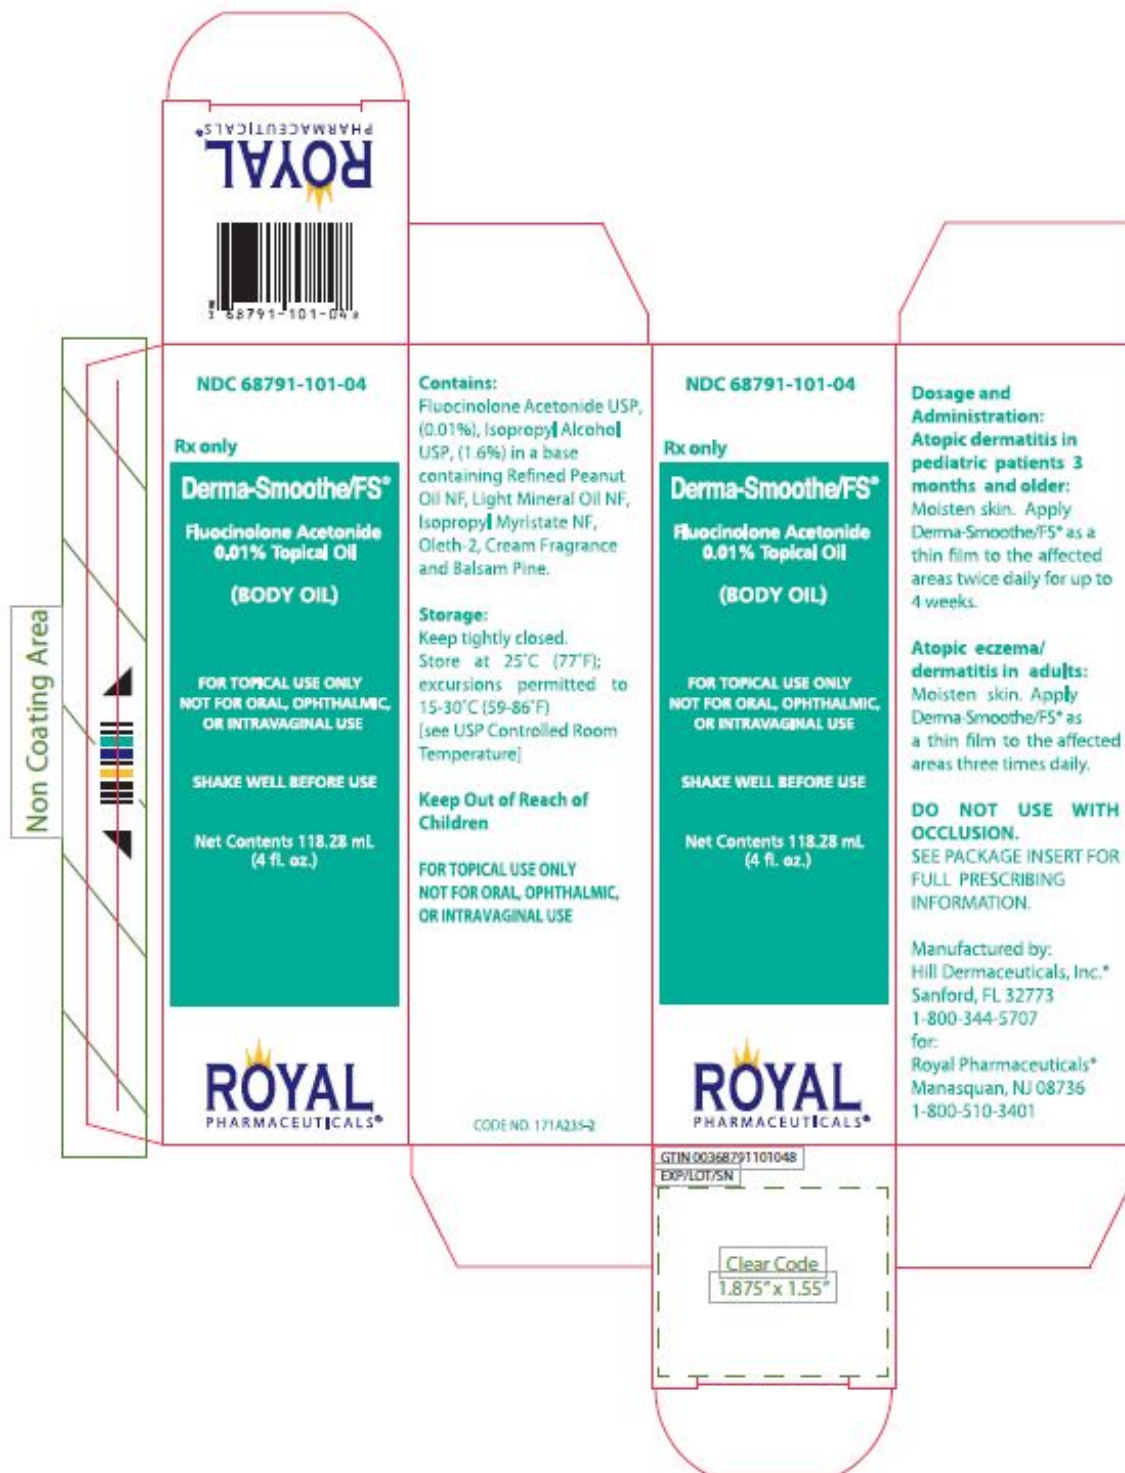 ROYAL
PHARMACEUTICALS®
68791-101-04
NDC 68791-101-04
Rx only
Derma-Smoothe/FS®
Fluocinolone Acetonide
0.01% Topical Oil
(BODY OIL)
FOR TOPICAL USE ONLY
NOT FOR ORAL, OPHTHALMIC,
OR INTRAVAGINAL USE
SHAKE WELL BEFORE USE
Net Contents 118.28 mL
(4 fl. oz.)
ROYAL
PHARMACEUTICALS®
Contains:
Fluocinolone Acetonide USP,
(0.01%), Isopropyl Alcohol
USP, (1.6%) in a base
containing Refined Peanut
Oil NF, Light Mineral Oil NF,
Isopropyl Myristate NF,
Oleth-2, Cream Fragrance
and Balsam Pine.
Storage:
Keep tightly closed.
Store at 25°C (77°F);
excursions permitted to
15-30°C (59-86°F)
[see USP Controlled Room
Temperature]
Keep Out of Reach of
Children
FOR TOPICAL USE ONLY
NOT FOR ORAL, OPHTHALMIC,
OR INTRAVAGINAL USE
CODE NO. 171A235-2
NDC 68791-101-04
Rx only
Derma-Smoothe/FS®
Fluocinolone Acetonide
0.01% Topical Oil
(BODY OIL)
FOR TOPICAL USE ONLY
NOT FOR ORAL, OPHTHALMIC,
OR INTRAVAGINAL USE
SHAKE WELL BEFORE USE
Net Contents 118.28 mL
(4 fl. oz.)
ROYAL
PHARMACEUTICALS®
Dosage and
Administration:
Atopic dermatitis in
pediatric patients 3
months and older:
Moisten skin. Apply
Derma-Smoothe/FS® as a
thin film to the affected
areas twice daily for up to
4 weeks.
Atopic eczema/
dermatitis in adults:
Moisten skin. Apply
Derma-Smoothe/FS® as
a thin film to the affected
areas three times daily.
DO NOT USE WITH
OCCLUSION.
SEE PACKAGE INSERT FOR
FULL PRESCRIBING
INFORMATION.
Manufactured by:
Hill Dermaceuticals, Inc.®
Sanford, FL 32773
1-800-344-5707
for:
Royal Pharmaceuticals®
Manasquan, NJ 08736
1-800-510-3401
Non Coating Area
GTIN 00368791101048
EXP/LOT/SN
Clear Code
1.875" x 1.55"